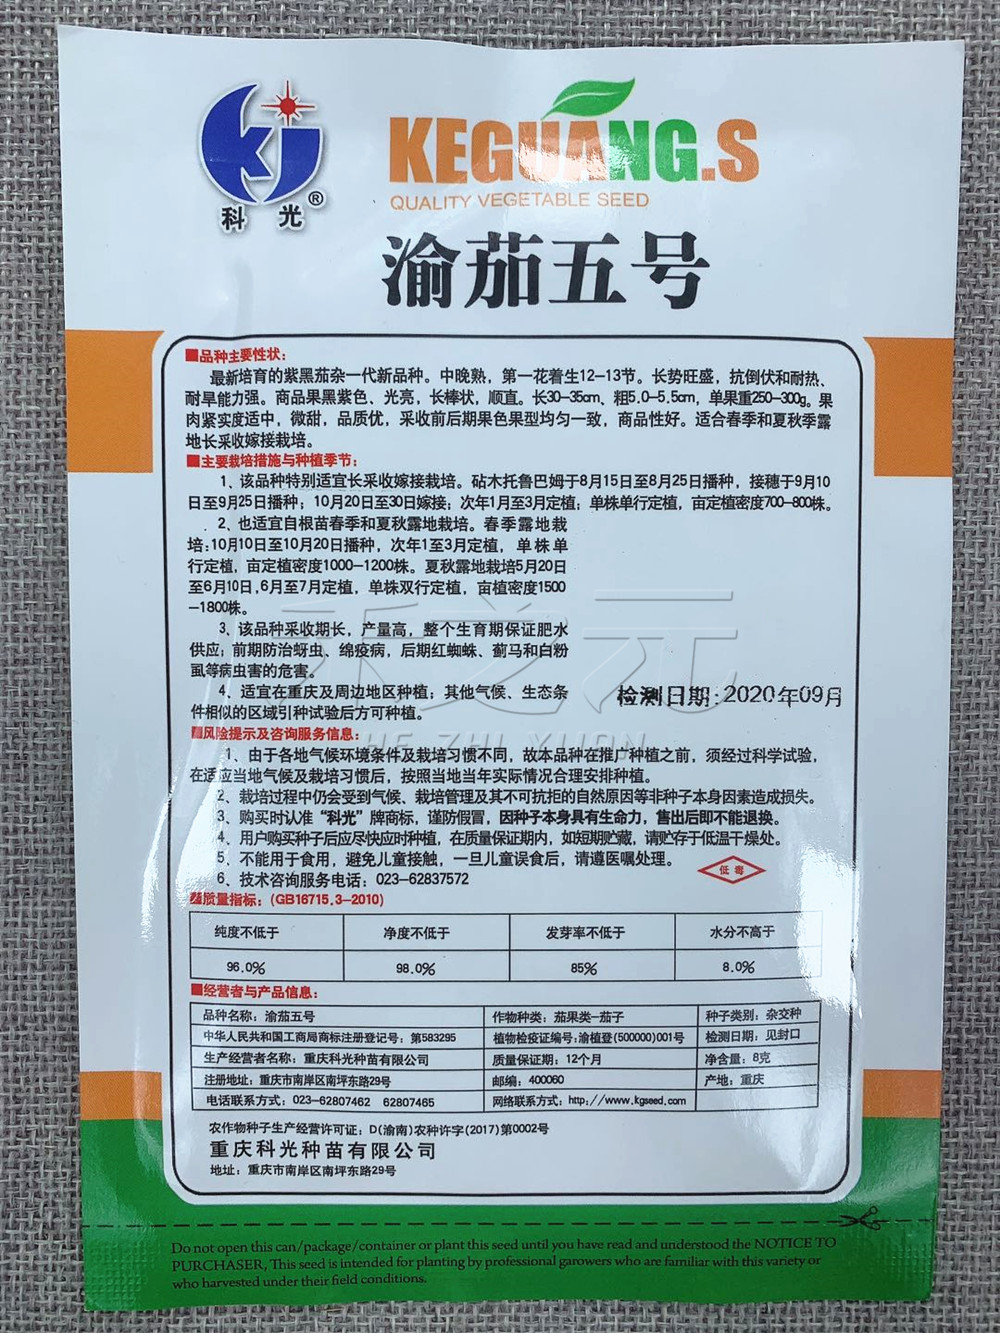 科光®
KEGUANG.S
QUALITY VEGETABLE SEED
渝茄五号
■品种主要性状：
最新培育的紫黑茄杂一代新品种。中晚熟，第一花着生12-13节。长势旺盛，抗倒伏和耐热、
耐旱能力强。商品果黑紫色、光亮，长棒状，顺直。长30-35cm、粗5.0-5.5cm，单果重250-300g。果
肉紧实度适中，微甜，品质优，采收前后期果色果型均匀一致，商品性好。适合春季和夏秋季露
地长采收嫁接栽培。
■主要栽培措施与种植季节：
1、该品种特别适宜长采收嫁接栽培。砧木托鲁巴姆于8月15日至8月25日播种，接穗于9月10
日至9月25日播种；10月20日至30日嫁接；次年1月至3月定植，单株单行定植，亩定植密度700-800株。
2、也适宜自根苗春季和夏秋露地栽培。春季露地栽
培：10月10日至10月20日播种，次年1至3月定植，单株单
行定植，亩定植密度1000-1200株。夏秋露地栽培5月20日
至6月10日,6月至7月定植，单株双行定植，亩植密度1500
-1800株。
3、该品种采收期长，产量高，整个生育期保证肥水
供应；前期防治蚜虫、绵疫病，后期红蜘蛛、蓟马和白粉
虱等病虫害的危害。
4、适宜在重庆及周边地区种植；其他气候、生态条
件相似的区域引种试验后方可种植。
检测日期:2020年09月
禾之元
HE ZHI YUAN
■风险提示及咨询服务信息：
1、由于各地气候环境条件及栽培习惯不同，故本品种在推广种植之前，须经过科学试验，
在适应当地气候及栽培习惯后，按照当地当年实际情况合理安排种植。
2、栽培过程中仍会受到气候、栽培管理及其不可抗拒的自然原因等非种子本身因素造成损失。
3、购买时认准“科光”牌商标，谨防假冒，因种子本身具有生命力，售出后即不能退换。
4、用户购买种子后应尽快应时种植，在质量保证期内，如短期贮藏，请贮存于低温干燥处。
5、不能用于食用，避免儿童接触，一旦儿童误食后，请遵医嘱处理。
低毒
6、技术咨询服务电话：023-62837572
■质量指标：(GB16715.3-2010)
纯度不低于 净度不低于 发芽率不低于 水分不高于
96.0% 98.0% 85% 8.0%
■经营者与产品信息：
品种名称：渝茄五号 作物种类：茄果类-茄子 种子类别：杂交种
中华人民共和国工商局商标注册登记号：第583295 植物检疫证编号：渝植登(500000)001号 检测日期：见封口
生产经营者名称：重庆科光种苗有限公司 质量保证期：12个月 净含量：8克
注册地址：重庆市南岸区南坪东路29号 邮编：400060 产地：重庆
电话联系方式：023-62807462 62807465 网络联系方式：http://www.kgseed.com
农作物种子生产经营许可证：D(渝南)农种许字(2017)第0002号
重庆科光种苗有限公司
地址：重庆市南岸区南坪东路29号
Do not open this can/package/container or plant this seed until you have read and understood the NOTICE TO
PURCHASER, This seed is intended for planting by professional garowers who are familiar with this variety or
who harvested under their field conditions.